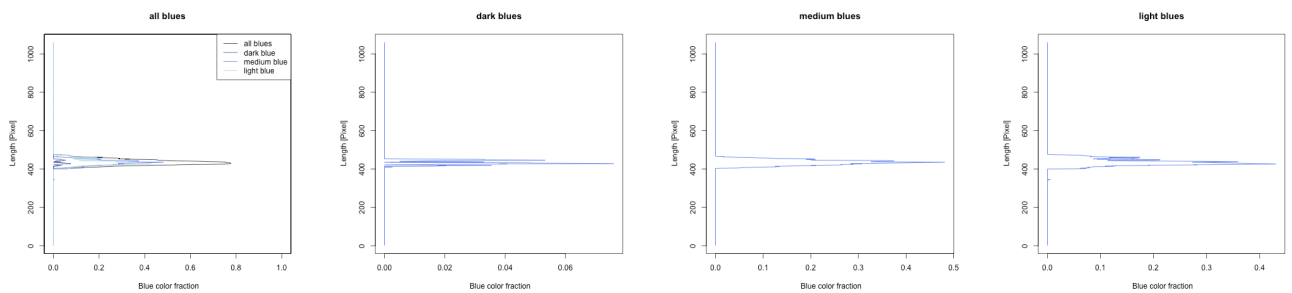 all blues
all blues
dark blue
medium blue
light blue
Length [Pixel]
0
200
400
600
800
1000
0.0
0.2
0.4
0.6
0.8
1.0
Blue color fraction
dark blues
Length [Pixel]
0
200
400
600
800
1000
0.00
0.02
0.04
0.06
Blue color fraction
medium blues
Length [Pixel]
0
200
400
600
800
1000
0.0
0.1
0.2
0.3
0.4
0.5
Blue color fraction
light blues
Length [Pixel]
0
200
400
600
800
1000
0.0
0.1
0.2
0.3
0.4
Blue color fraction